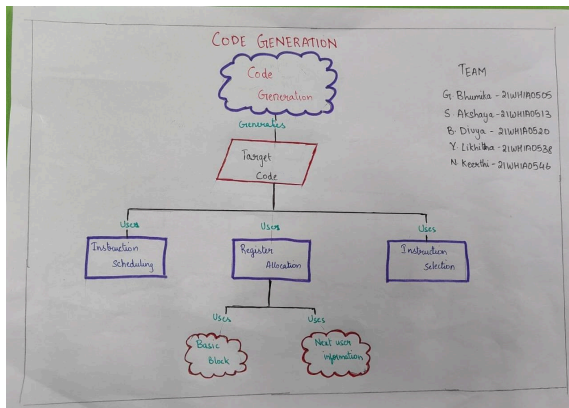 CODE GENERATION
Code
Generation
TEAM
G. Bhumika - 21WH1A0505
S. Akshaya - 21WH1A0513
B. Divya - 21WH1A0520
Y. Likhitha - 21WH1A0538
N. Keerthi - 21WH1A0546
Generates
Target
Code
Uses
Uses
Uses
Instruction
Scheduling
Register
Allocation
Instruction
Selection
Uses
Uses
Basic
Block
Next user
information